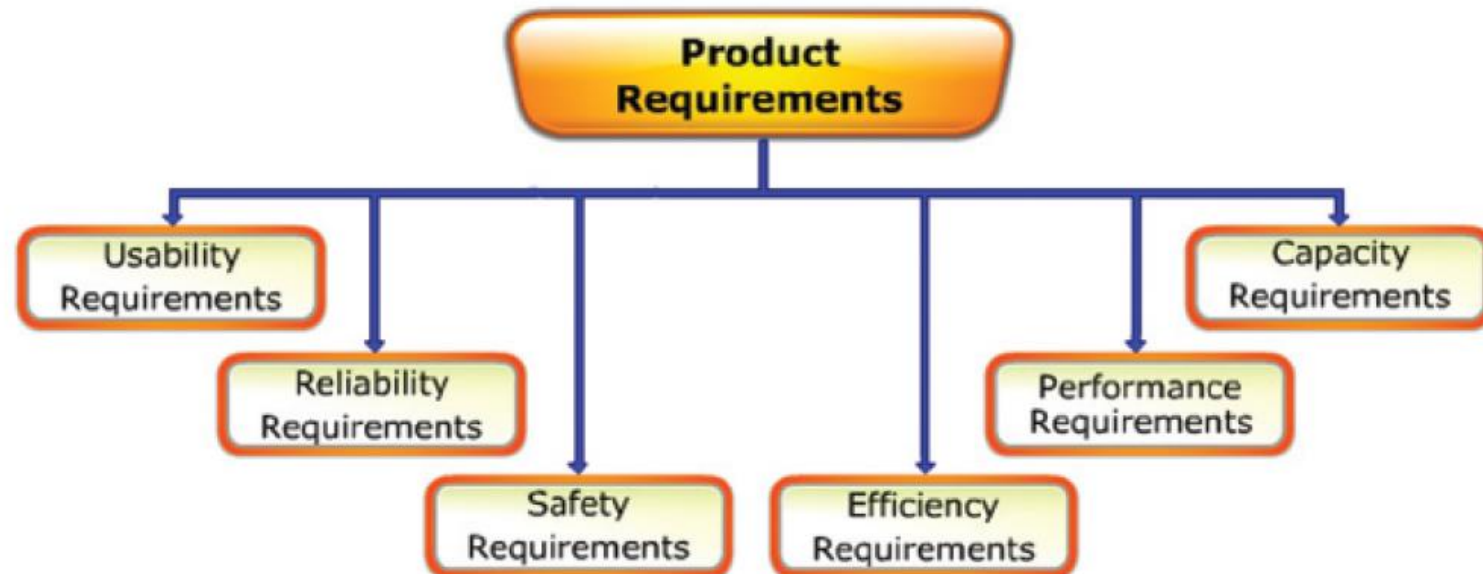 Product
Requirements
Usability
Requirements
Reliability
Requirements
Safety
Requirements
Efficiency
Requirements
Performance
Requirements
Capacity
Requirements